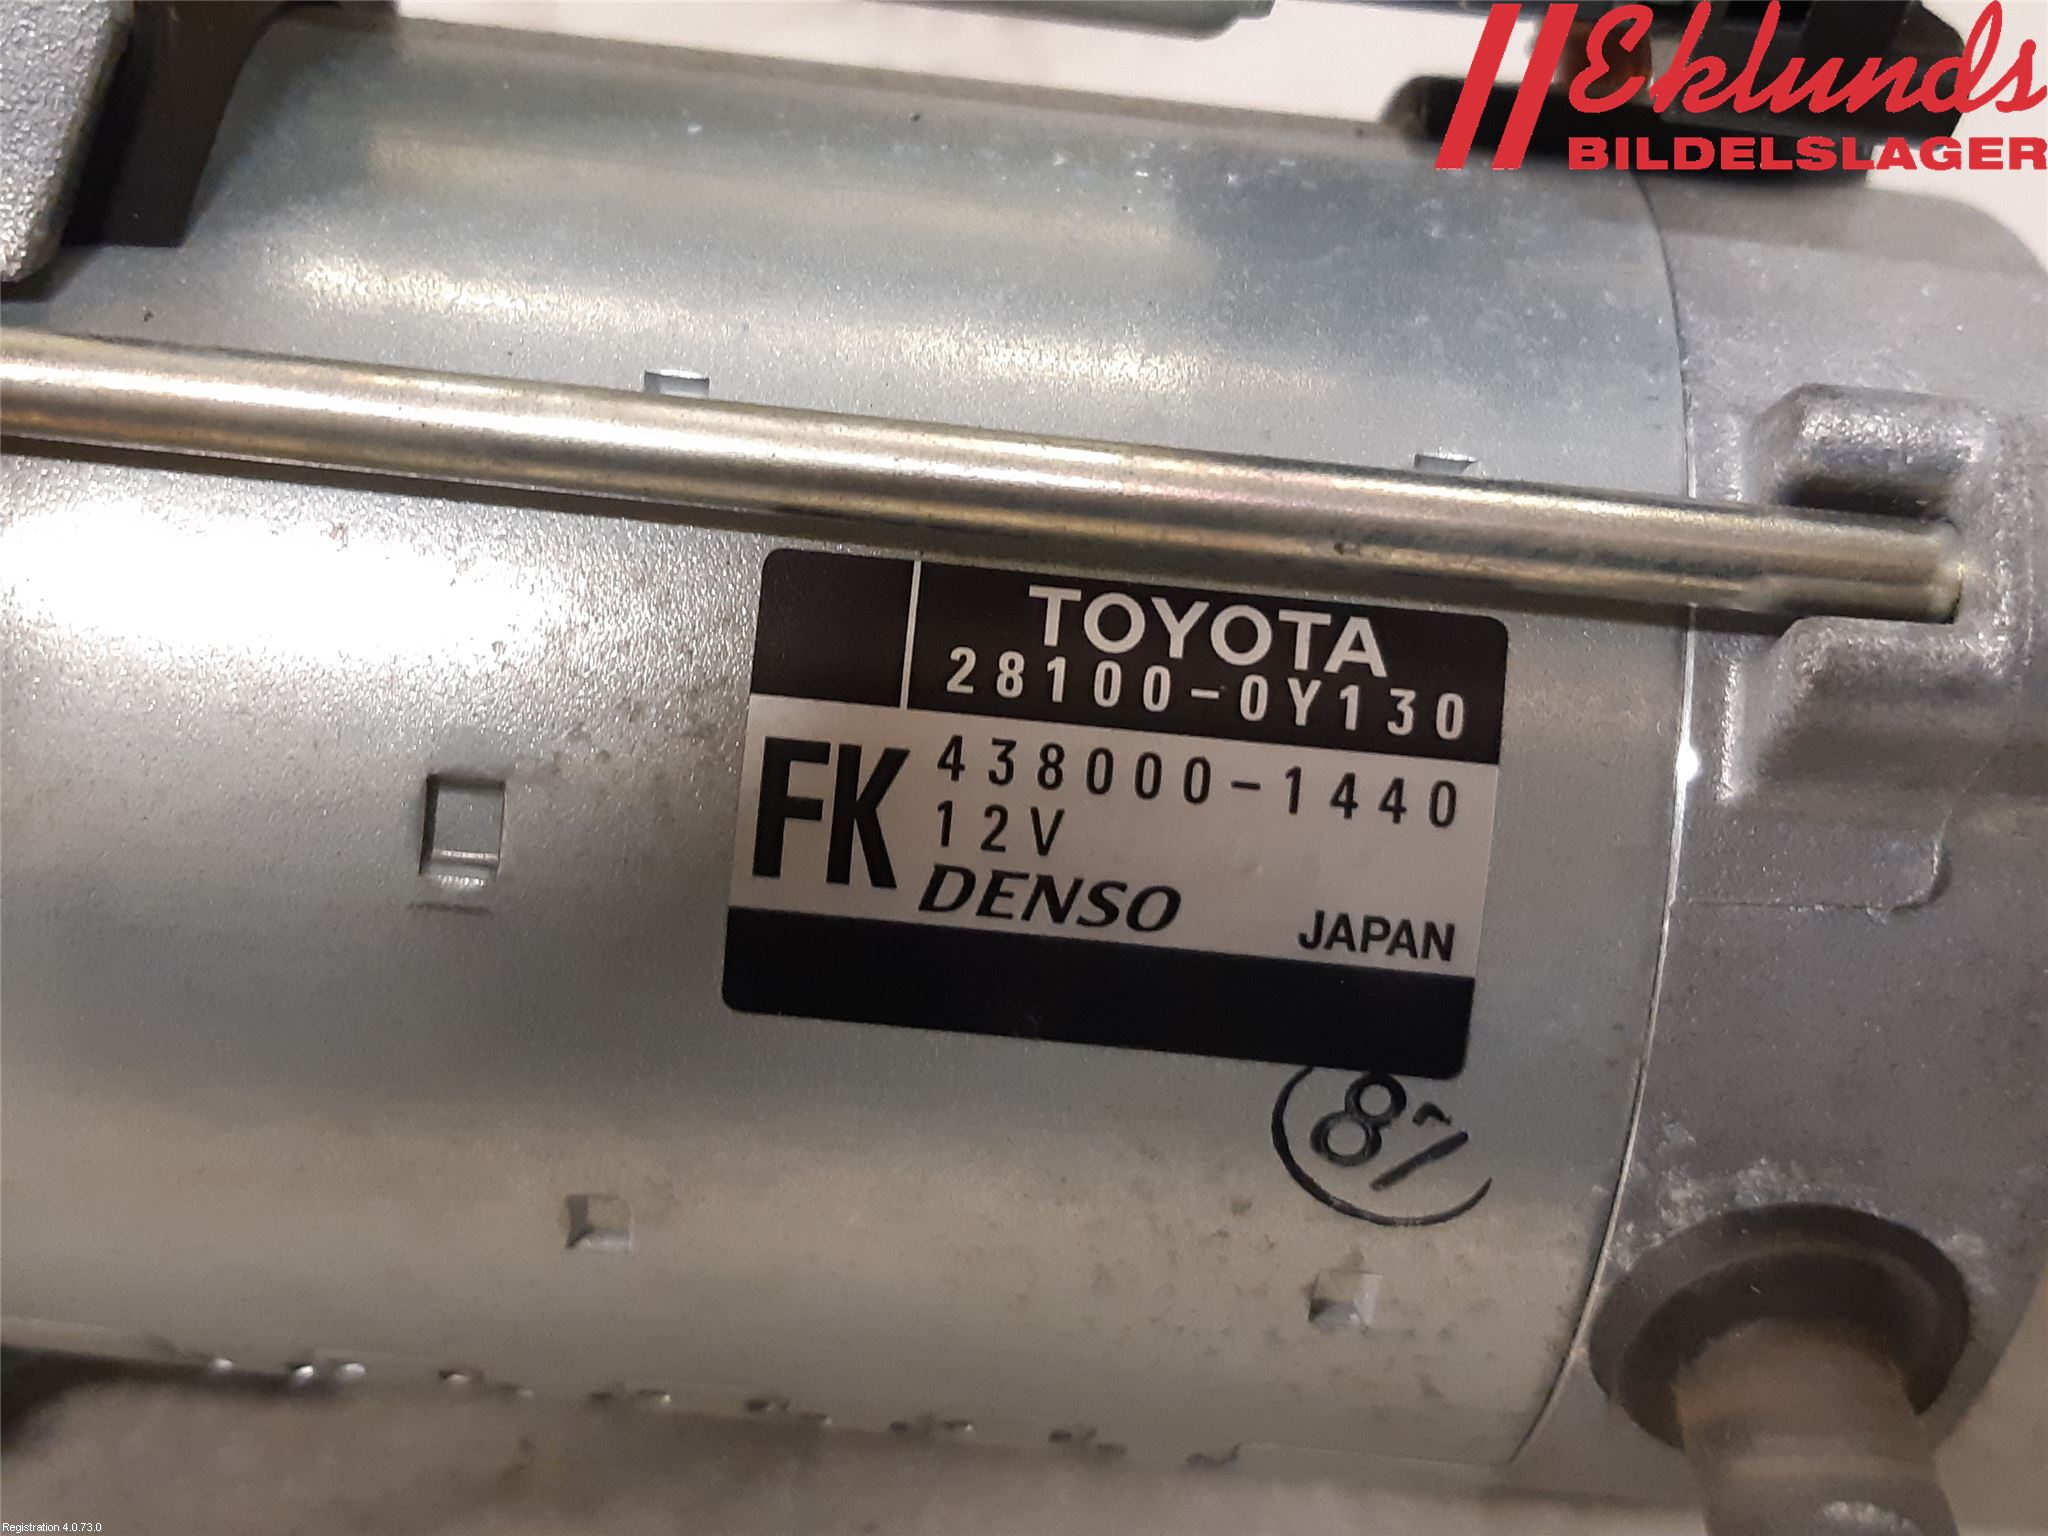 Eklunds
BILDELSLAGER
TOYOTA
28100-0Y130
FK
438000-1440
12V
DENSO
JAPAN
87
Registration 4.0.73.0